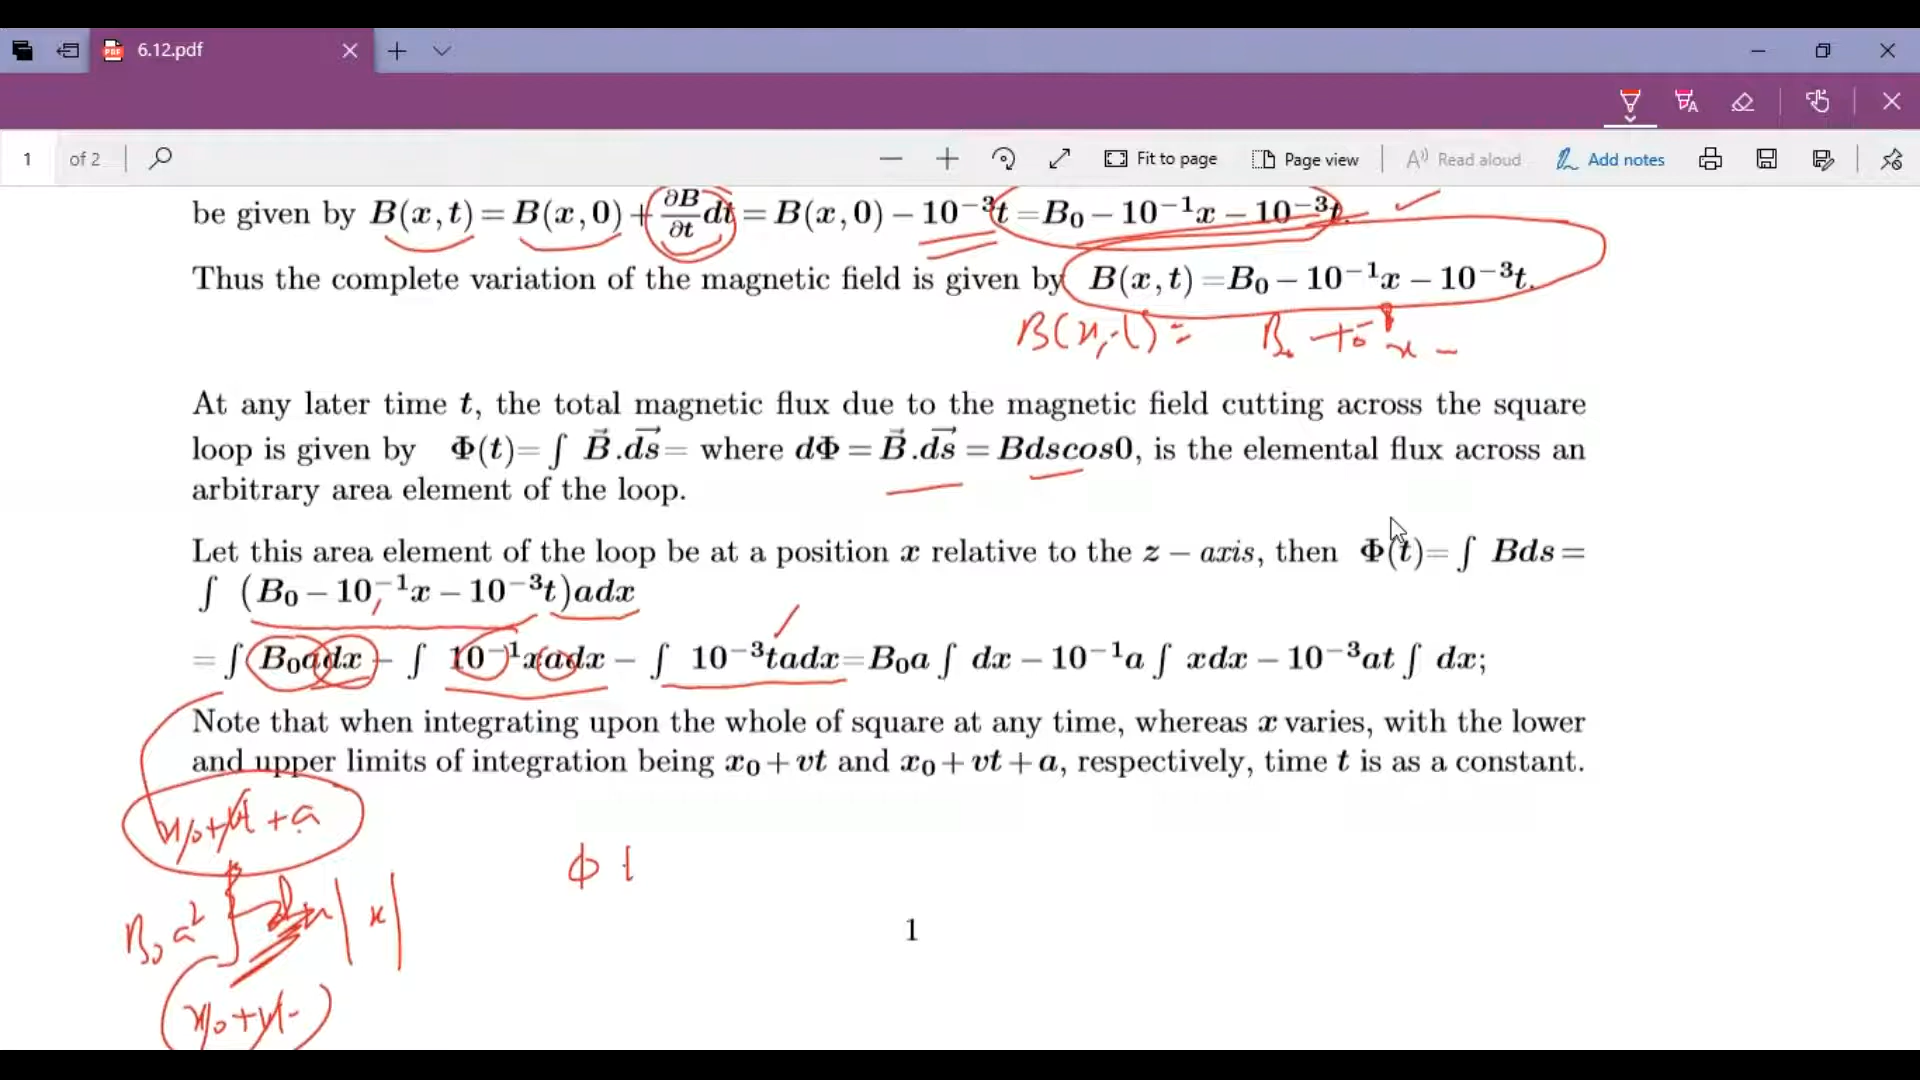 6.12.pdf
1 of 2 Fit to page Page view Read aloud Add notes
be given by B(x, t) = B(x, 0) + ∂B/∂t dt = B(x, 0) − 10⁻³t = B₀ − 10⁻¹x − 10⁻³t.
Thus the complete variation of the magnetic field is given by B(x, t) = B₀ − 10⁻¹x − 10⁻³t.
At any later time t, the total magnetic flux due to the magnetic field cutting across the square
loop is given by Φ(t) = ∫ B⃗.ds⃗ = where dΦ = B⃗.ds⃗ = Bdscos0, is the elemental flux across an
arbitrary area element of the loop.
Let this area element of the loop be at a position x relative to the z − axis, then Φ(t) = ∫ Bds =
∫ (B₀ − 10⁻¹x − 10⁻³t)adx
= ∫ B₀adx − ∫ 10⁻¹xadx − ∫ 10⁻³tadx = B₀a ∫ dx − 10⁻¹a ∫ xdx − 10⁻³at ∫ dx;
Note that when integrating upon the whole of square at any time, whereas x varies, with the lower
and upper limits of integration being x₀ + vt and x₀ + vt + a, respectively, time t is as a constant.
x₀+vt+a
Φ t
B₀a²
x
1
x₀+vt